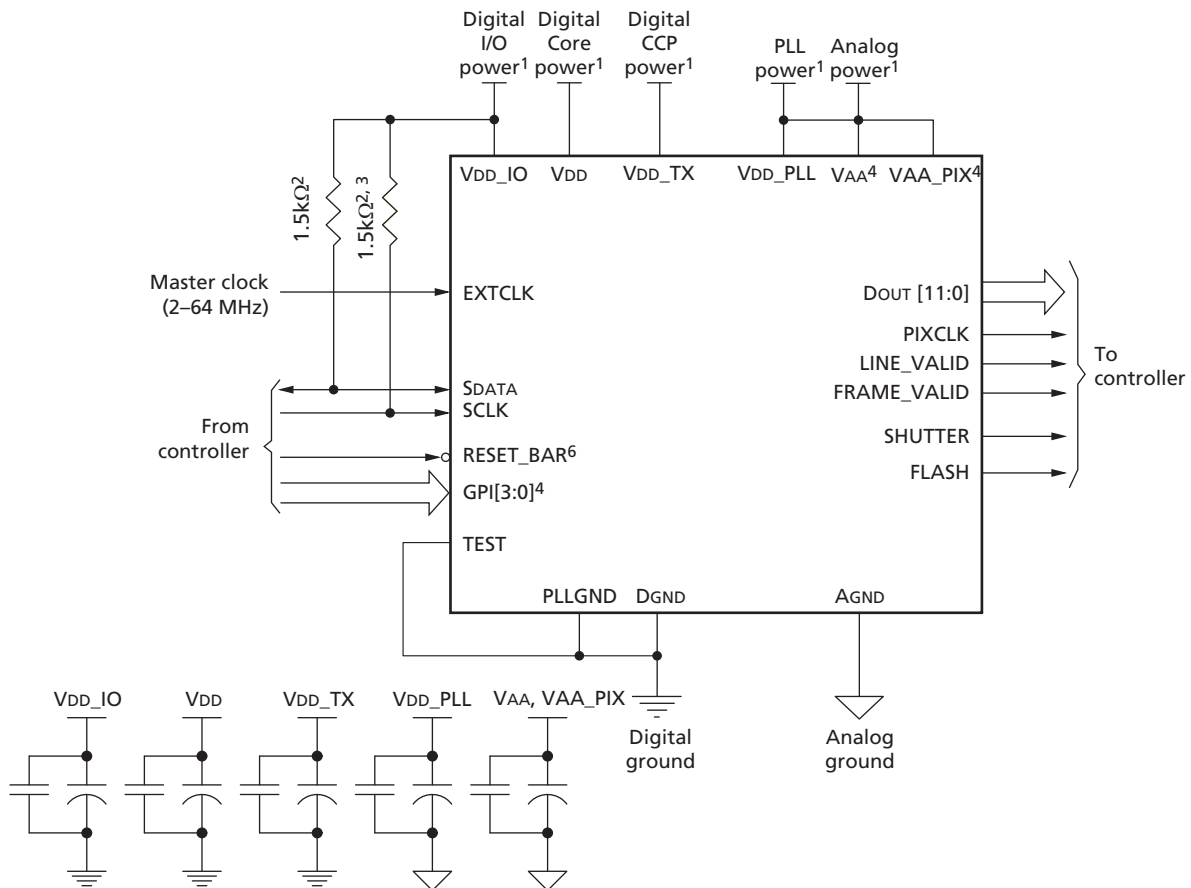 Digital
I/O
power¹
Digital
Core
power¹
Digital
CCP
power¹
PLL
power¹
Analog
power¹
VDD_IO
VDD
VDD_TX
VDD_PLL
VAA⁴
VAA_PIX⁴
1.5kΩ²
1.5kΩ²,³
Master clock
(2–64 MHz)
EXTCLK
SDATA
SCLK
From
controller
RESET_BAR⁶
GPI[3:0]⁴
TEST
DOUT [11:0]
PIXCLK
LINE_VALID
FRAME_VALID
SHUTTER
FLASH
To
controller
PLLGND
DGND
AGND
Digital
ground
Analog
ground
VDD_IO
VDD
VDD_TX
VDD_PLL
VAA, VAA_PIX